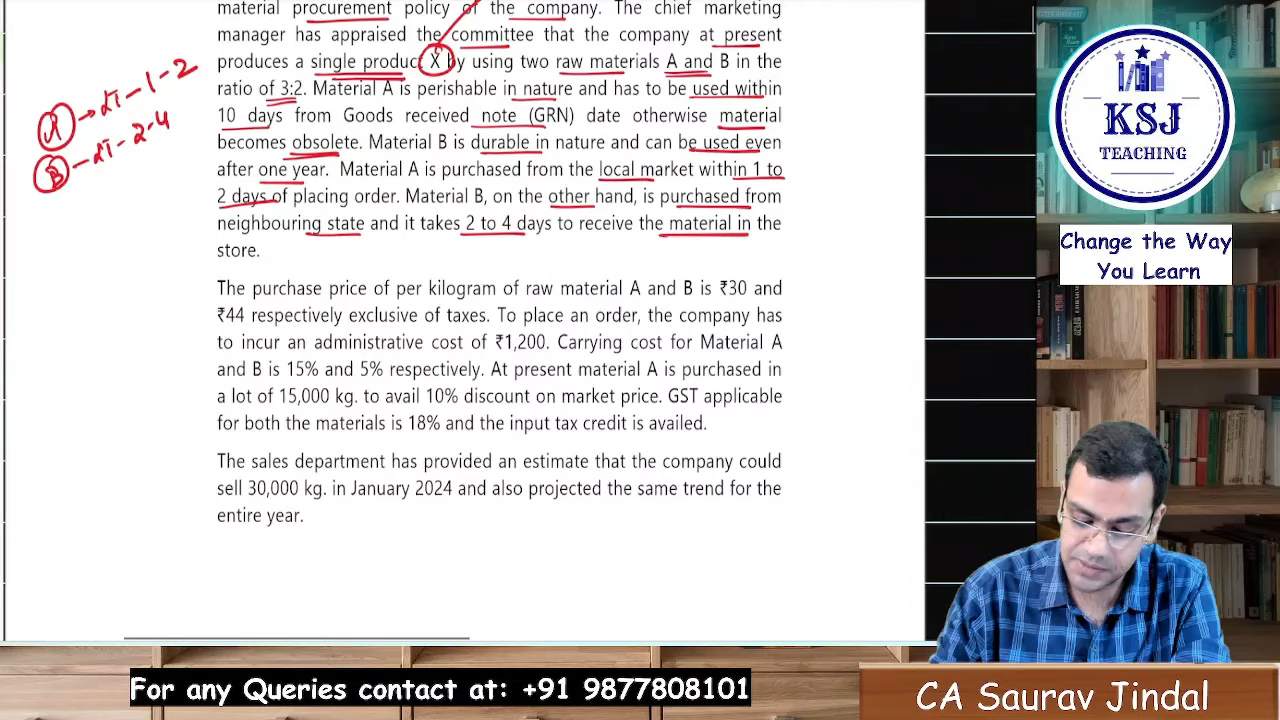 material procurement policy of the company. The chief marketing
manager has appraised the committee that the company at present
produces a single produc X by using two raw materials A and B in the
ratio of 3:2. Material A is perishable in nature and has to be used within
10 days from Goods received note (GRN) date otherwise material
becomes obsolete. Material B is durable in nature and can be used even
after one year. Material A is purchased from the local market within 1 to
2 days of placing order. Material B, on the other hand, is purchased from
neighbouring state and it takes 2 to 4 days to receive the material in the
store.
The purchase price of per kilogram of raw material A and B is ₹30 and
₹44 respectively exclusive of taxes. To place an order, the company has
to incur an administrative cost of ₹1,200. Carrying cost for Material A
and B is 15% and 5% respectively. At present material A is purchased in
a lot of 15,000 kg. to avail 10% discount on market price. GST applicable
for both the materials is 18% and the input tax credit is availed.
The sales department has provided an estimate that the company could
sell 30,000 kg. in January 2024 and also projected the same trend for the
entire year.
A → LT - 1-2
B - LT - 2-4
KSJ
TEACHING
Change the Way
You Learn
For any Queries contact at: +91 9877808101
CA Saurav Jindal